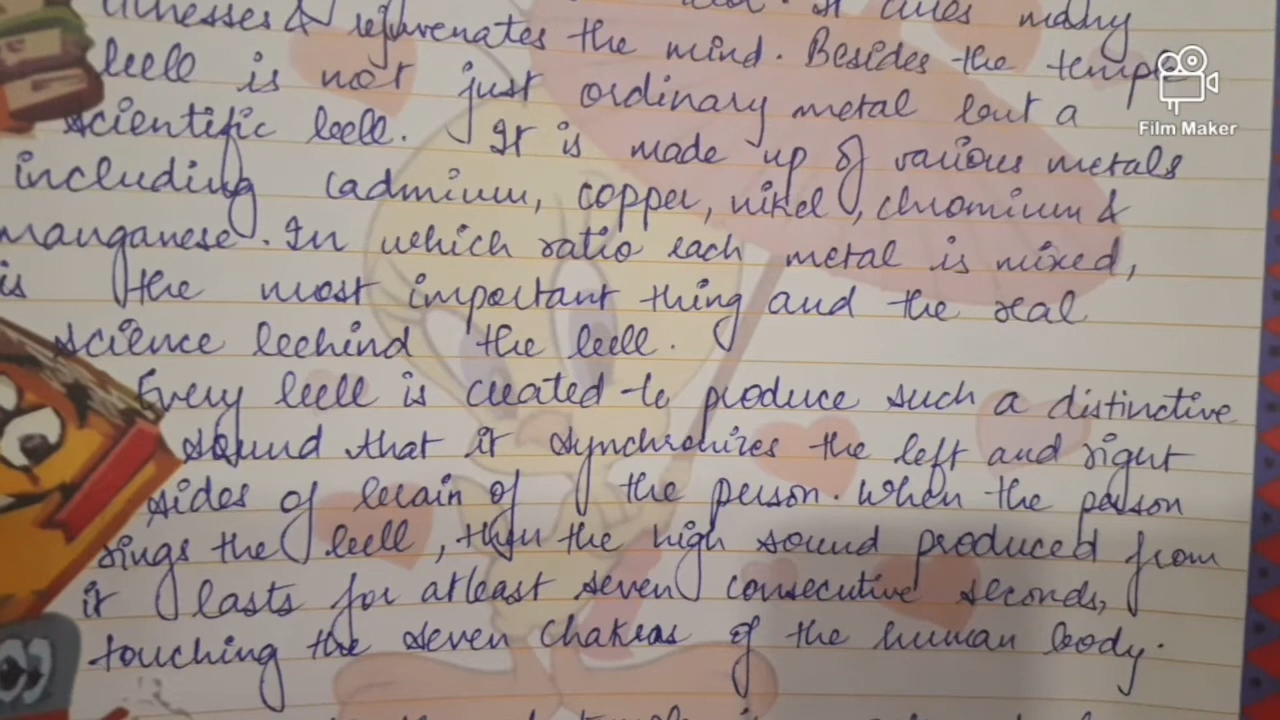 illnesses & rejuvenates the mind. Besides the temple
bell is not just ordinary metal but a
scientific bell. It is made up of various metals
including cadmium, copper, nikel, chromium &
manganese. In which ratio each metal is mixed,
is the most important thing and the real
science behind the bell.
Every bell is created to produce such a distinctive
sound that it synchronizes the left and right
sides of brain of the person. When the person
rings the bell, then the high sound produced from
it lasts for atleast seven consecutive seconds,
touching the seven chakras of the human body.
Film Maker